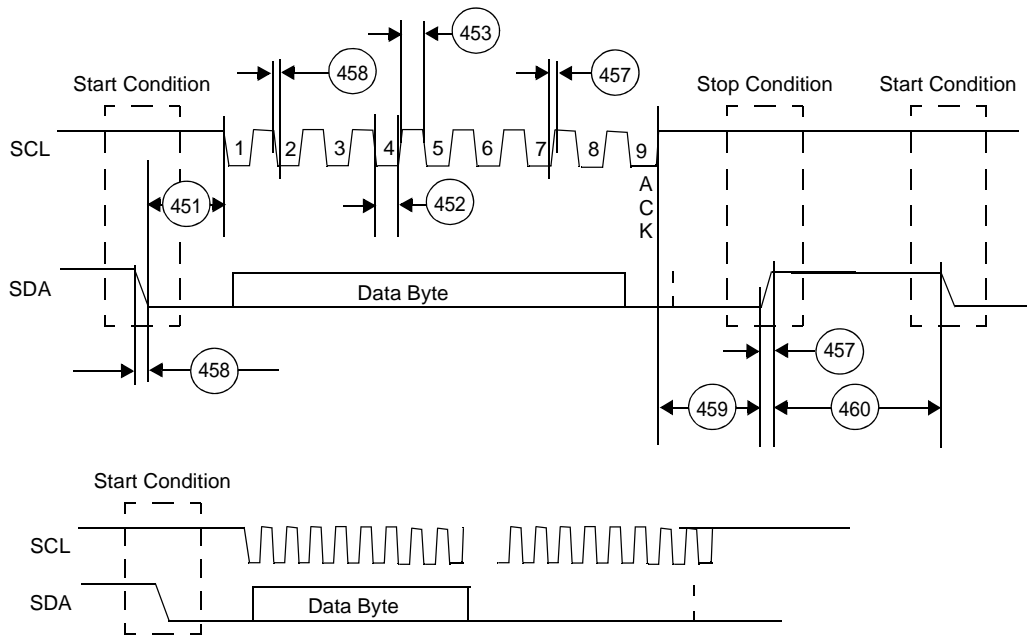 453
458
457
Start Condition
Stop Condition
Start Condition
SCL
1 2 3 4 5 6 7 8 9
A
C
K
451
452
SDA
Data Byte
458
457
459
460
Start Condition
SCL
SDA
Data Byte